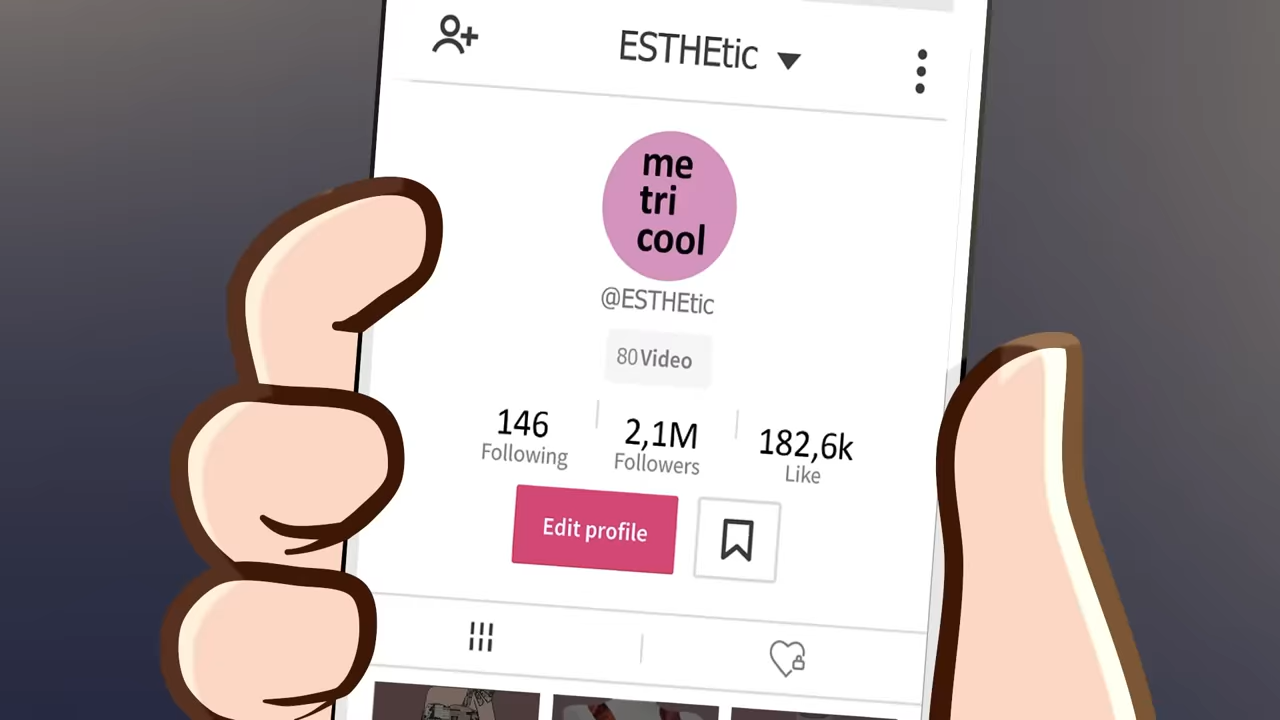 ESTHEtic
me
tri
cool
@ESTHEtic
80 Video
146
Following
2,1M
Followers
182,6k
Like
Edit profile